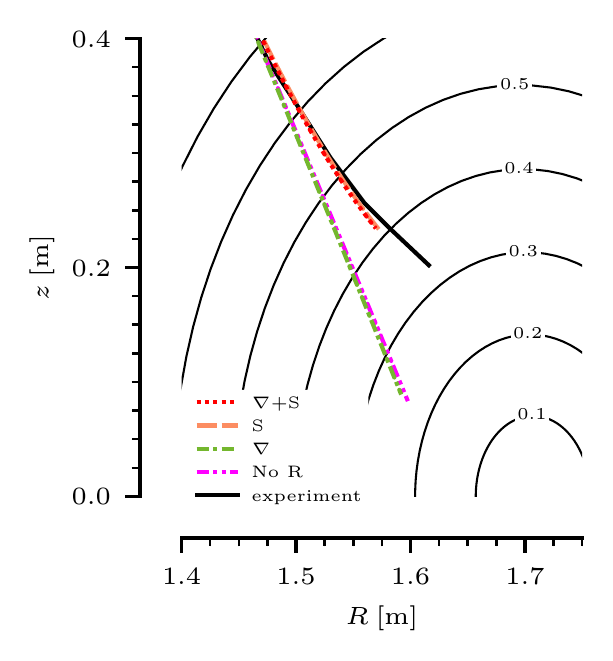 0.4
0.5
0.4
0.3
0.2
z [m]
0.2
0.1
∇+S
S
∇
No R
experiment
0.0
1.4 1.5 1.6 1.7
R [m]